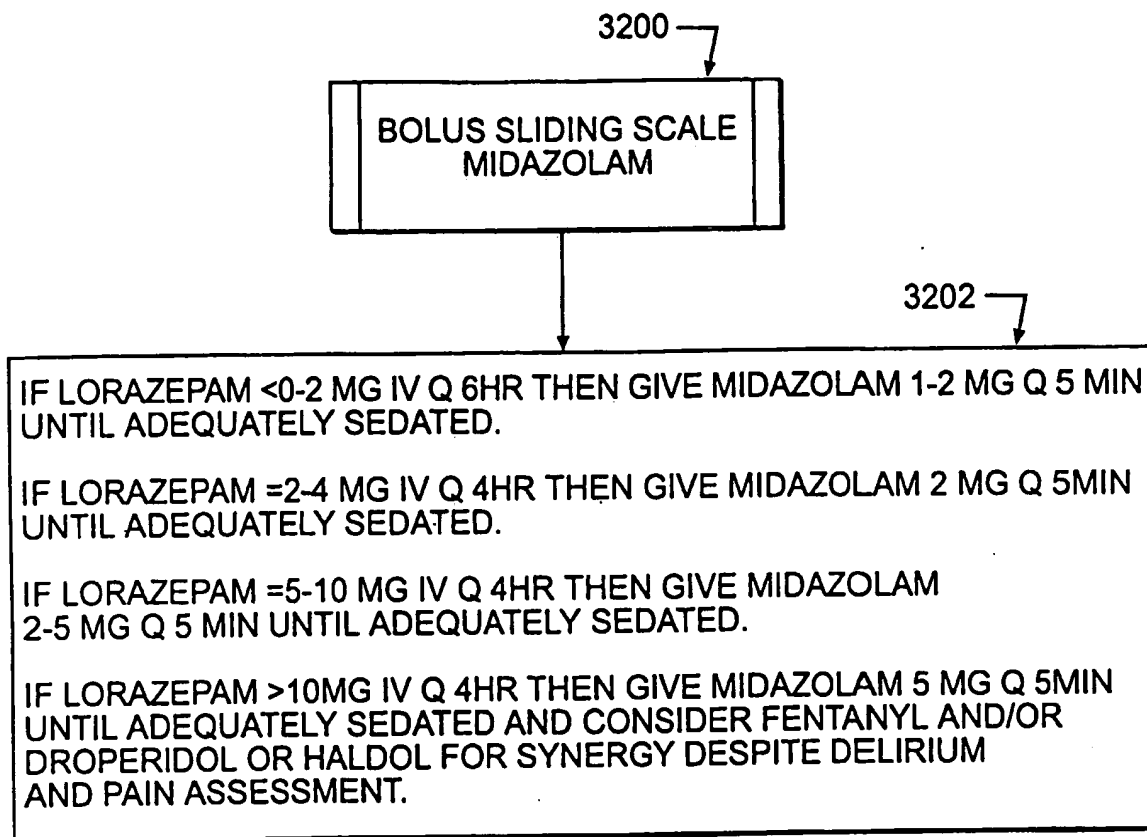 3200
BOLUS SLIDING SCALE
MIDAZOLAM
3202
IF LORAZEPAM <0-2 MG IV Q 6HR THEN GIVE MIDAZOLAM 1-2 MG Q 5 MIN
UNTIL ADEQUATELY SEDATED.
IF LORAZEPAM =2-4 MG IV Q 4HR THEN GIVE MIDAZOLAM 2 MG Q 5MIN
UNTIL ADEQUATELY SEDATED.
IF LORAZEPAM =5-10 MG IV Q 4HR THEN GIVE MIDAZOLAM
2-5 MG Q 5 MIN UNTIL ADEQUATELY SEDATED.
IF LORAZEPAM >10MG IV Q 4HR THEN GIVE MIDAZOLAM 5 MG Q 5MIN
UNTIL ADEQUATELY SEDATED AND CONSIDER FENTANYL AND/OR
DROPERIDOL OR HALDOL FOR SYNERGY DESPITE DELIRIUM
AND PAIN ASSESSMENT.